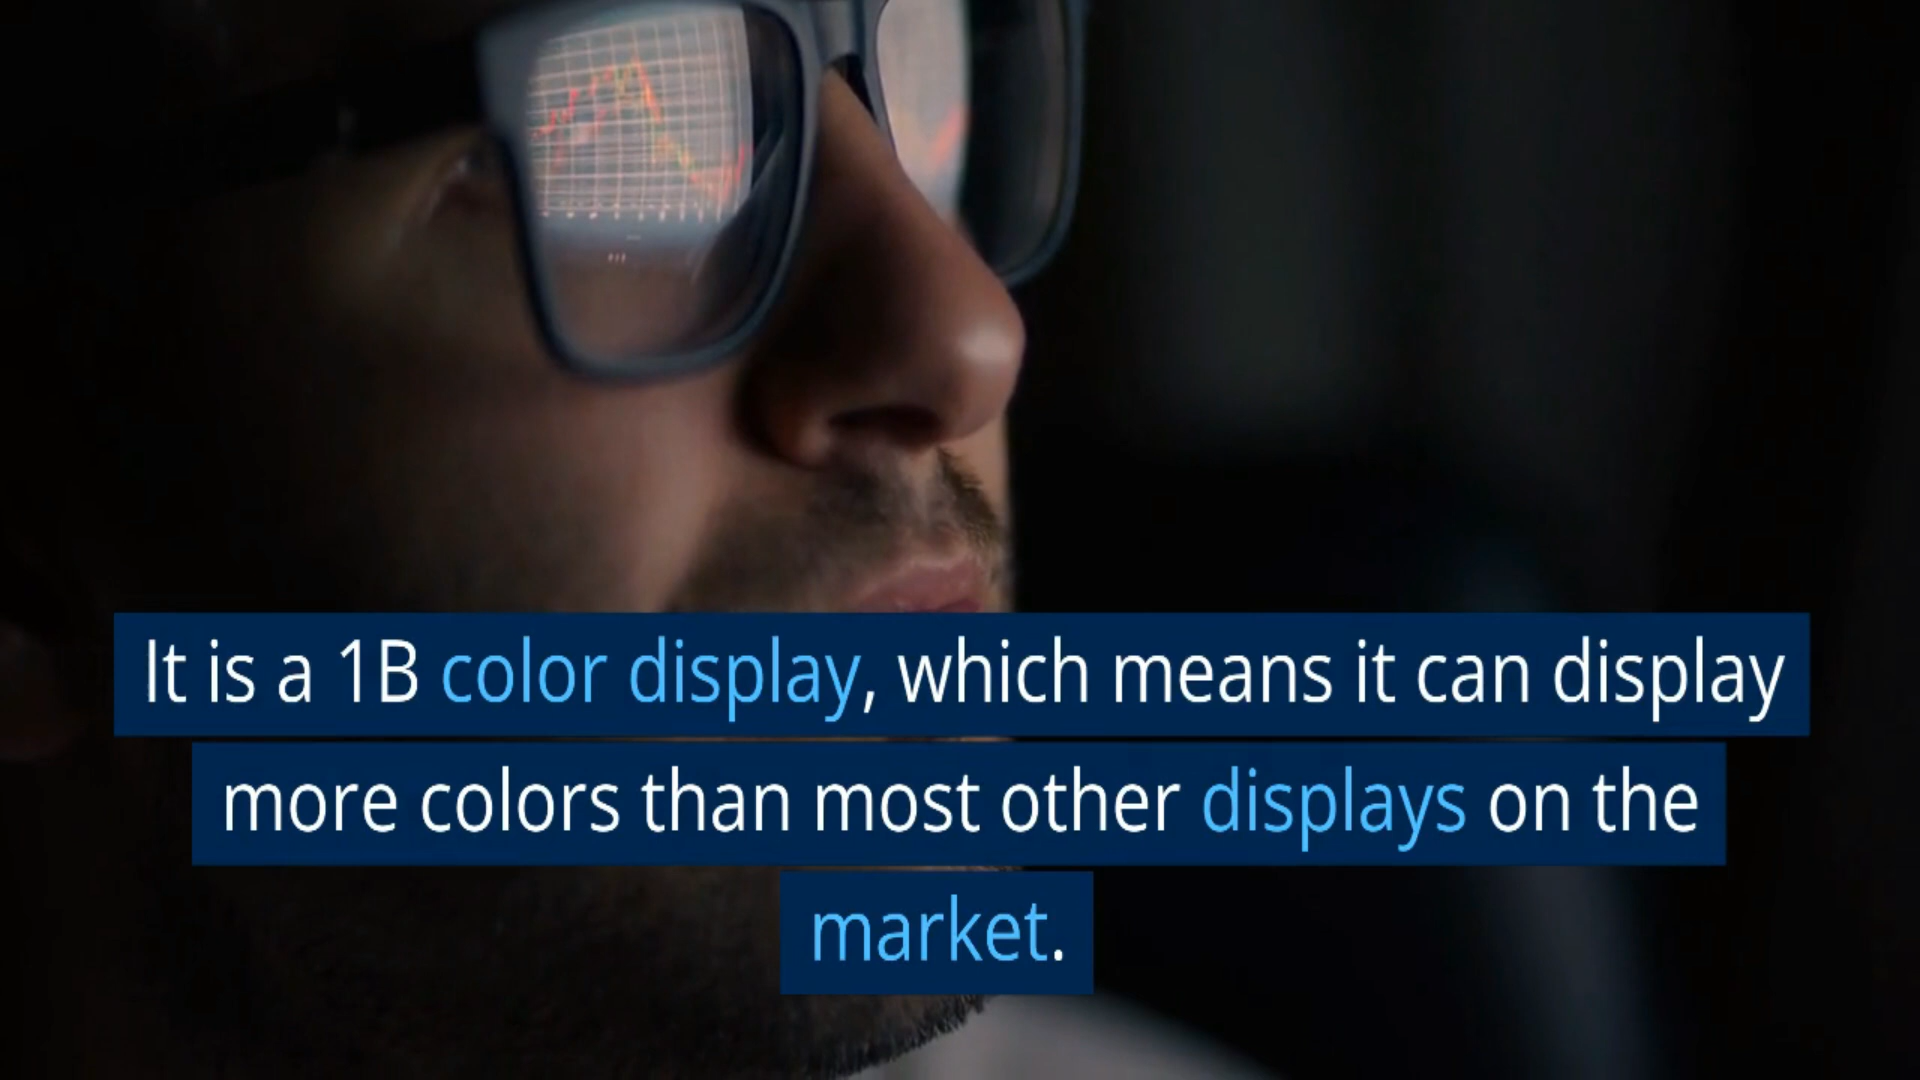 It is a 1B color display, which means it can display
more colors than most other displays on the
market.